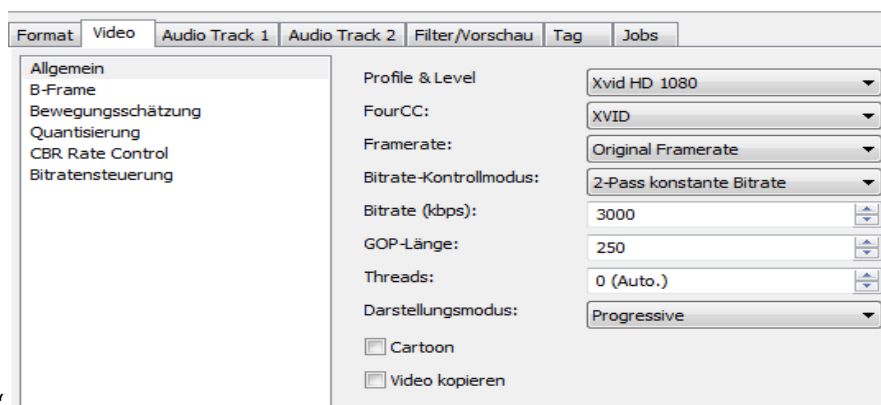 Format Video Audio Track 1 Audio Track 2 Filter/Vorschau Tag Jobs
Allgemein
B-Frame
Bewegungsschätzung
Quantisierung
CBR Rate Control
Bitratensteuerung
Profile & Level Xvid HD 1080
FourCC: XVID
Framerate: Original Framerate
Bitrate-Kontrollmodus: 2-Pass konstante Bitrate
Bitrate (kbps): 3000
GOP-Länge: 250
Threads: 0 (Auto.)
Darstellungsmodus: Progressive
Cartoon
Video kopieren